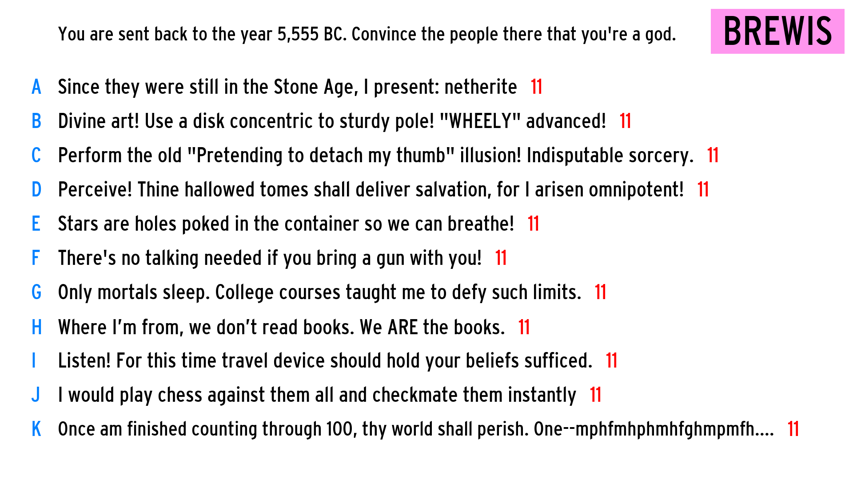 You are sent back to the year 5,555 BC. Convince the people there that you're a god.
BREWIS
A Since they were still in the Stone Age, I present: netherite 11
B Divine art! Use a disk concentric to sturdy pole! "WHEELY" advanced! 11
C Perform the old "Pretending to detach my thumb" illusion! Indisputable sorcery. 11
D Perceive! Thine hallowed tomes shall deliver salvation, for I arisen omnipotent! 11
E Stars are holes poked in the container so we can breathe! 11
F There's no talking needed if you bring a gun with you! 11
G Only mortals sleep. College courses taught me to defy such limits. 11
H Where I’m from, we don’t read books. We ARE the books. 11
I Listen! For this time travel device should hold your beliefs sufficed. 11
J I would play chess against them all and checkmate them instantly 11
K Once am finished counting through 100, thy world shall perish. One--mphfmhphmhfghmpmfh.... 11